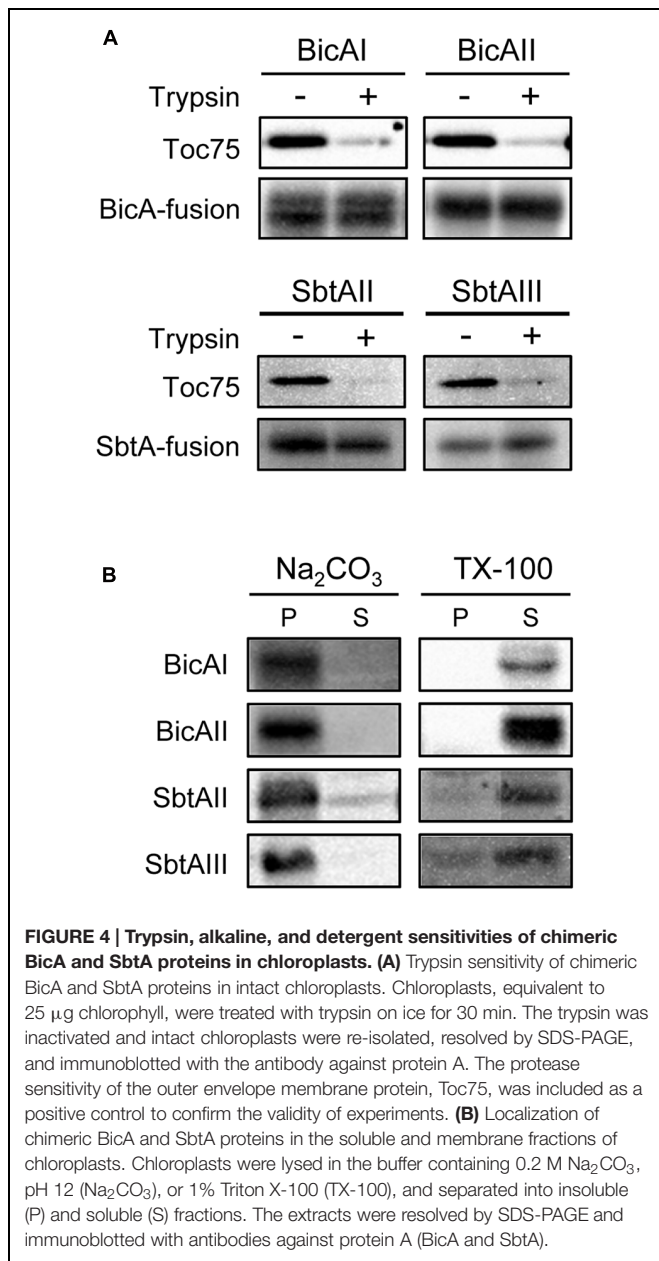 A
BicAI BicAII
Trypsin - + - +
Toc75
BicA-fusion
SbtAII SbtAIII
Trypsin - + - +
Toc75
SbtA-fusion
B
Na₂CO₃ TX-100
P S P S
BicAI
BicAII
SbtAII
SbtAIII
FIGURE 4 | Trypsin, alkaline, and detergent sensitivities of chimeric
BicA and SbtA proteins in chloroplasts. (A) Trypsin sensitivity of chimeric
BicA and SbtA proteins in intact chloroplasts. Chloroplasts, equivalent to
25 μg chlorophyll, were treated with trypsin on ice for 30 min. The trypsin was
inactivated and intact chloroplasts were re-isolated, resolved by SDS-PAGE,
and immunoblotted with the antibody against protein A. The protease
sensitivity of the outer envelope membrane protein, Toc75, was included as a
positive control to confirm the validity of experiments. (B) Localization of
chimeric BicA and SbtA proteins in the soluble and membrane fractions of
chloroplasts. Chloroplasts were lysed in the buffer containing 0.2 M Na₂CO₃,
pH 12 (Na₂CO₃), or 1% Triton X-100 (TX-100), and separated into insoluble
(P) and soluble (S) fractions. The extracts were resolved by SDS-PAGE and
immunoblotted with antibodies against protein A (BicA and SbtA).